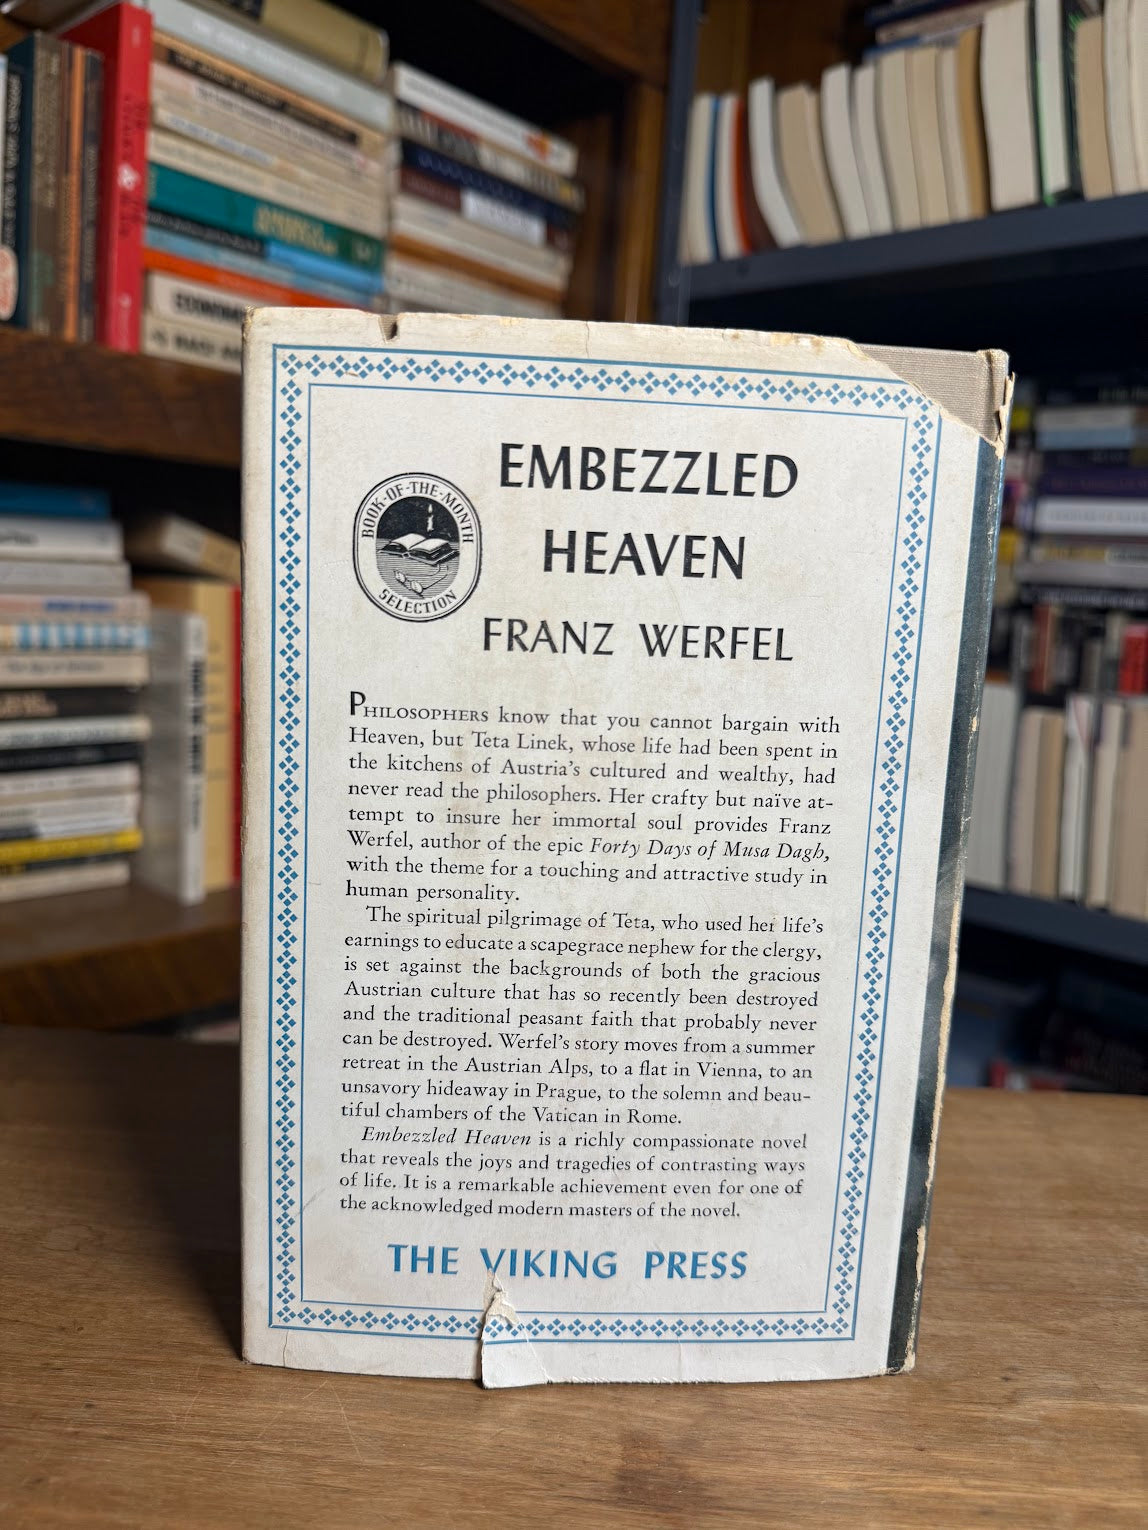 EMBEZZLED
HEAVEN
BOOK-OF-THE-MONTH
SELECTION
FRANZ WERFEL
PHILOSOPHERS know that you cannot bargain with
Heaven, but Teta Linek, whose life had been spent in
the kitchens of Austria's cultured and wealthy, had
never read the philosophers. Her crafty but naïve at-
tempt to insure her immortal soul provides Franz
Werfel, author of the epic Forty Days of Musa Dagh,
with the theme for a touching and attractive study in
human personality.
The spiritual pilgrimage of Teta, who used her life's
earnings to educate a scapegrace nephew for the clergy,
is set against the backgrounds of both the gracious
Austrian culture that has so recently been destroyed
and the traditional peasant faith that probably never
can be destroyed. Werfel's story moves from a summer
retreat in the Austrian Alps, to a flat in Vienna, to an
unsavory hideaway in Prague, to the solemn and beau-
tiful chambers of the Vatican in Rome.
Embezzled Heaven is a richly compassionate novel
that reveals the joys and tragedies of contrasting ways
of life. It is a remarkable achievement even for one of
the acknowledged modern masters of the novel.
THE VIKING PRESS